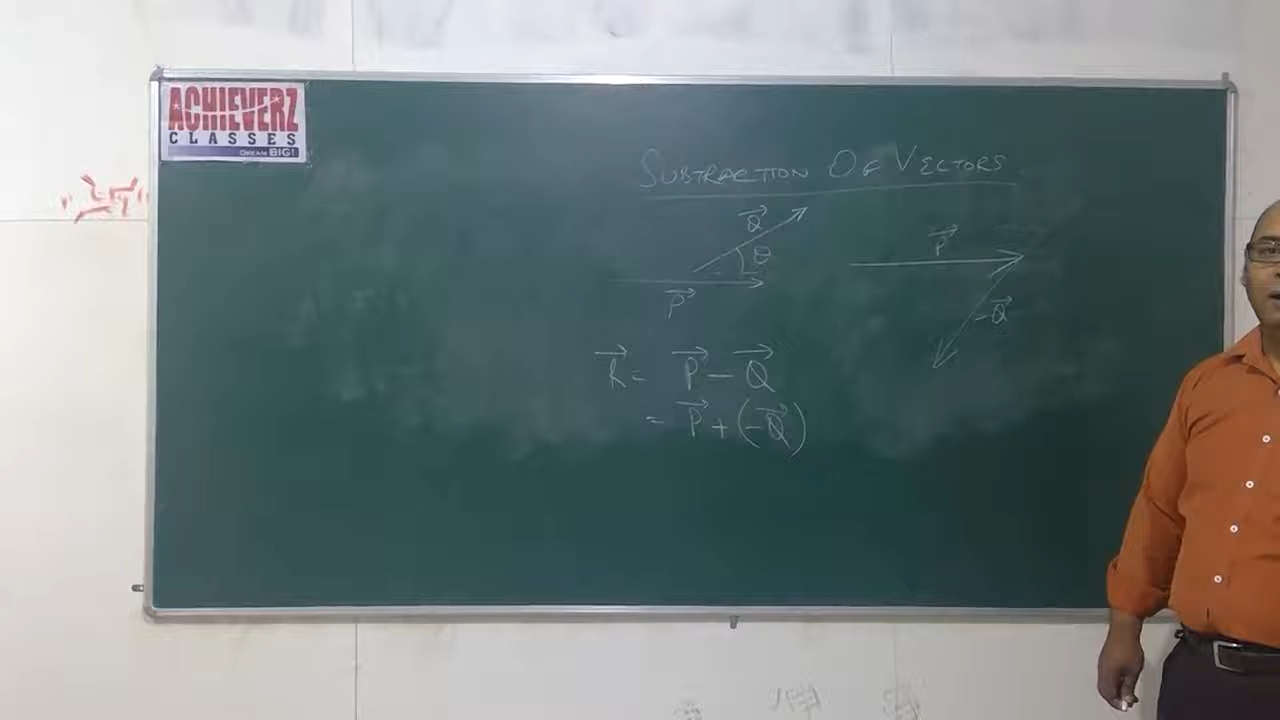 ACHIEVERZ
CLASSES
DREAM BIG!
SUBTRACTION OF VECTORS
Q⃗
θ
P⃗
P⃗
-Q⃗
R⃗ = P⃗ - Q⃗
= P⃗ + (-Q⃗)